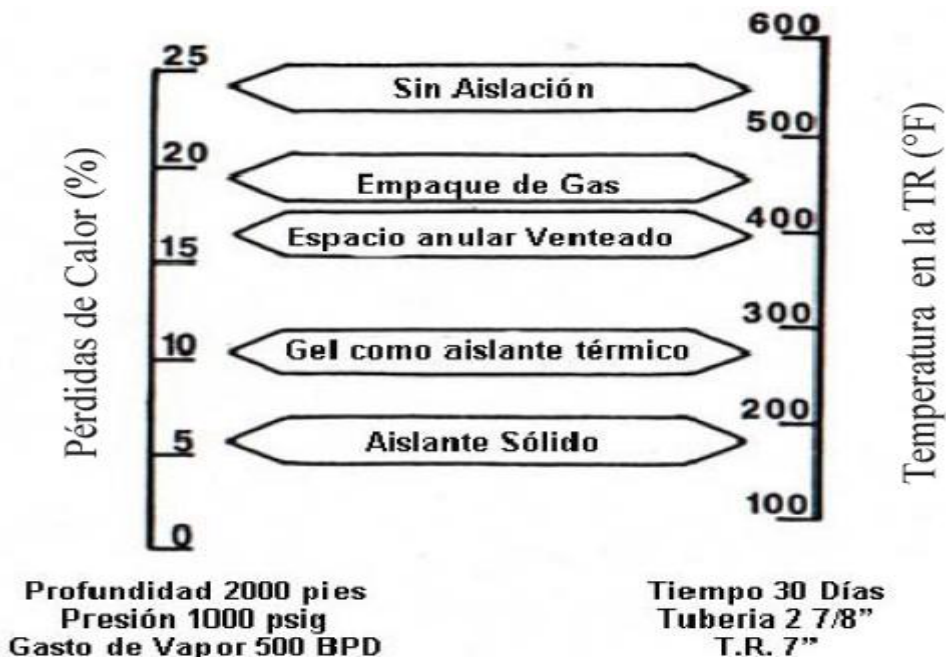 Pérdidas de Calor (%)
25
20
15
10
5
0
Sin Aislación
Empaque de Gas
Espacio anular Venteado
Gel como aislante térmico
Aislante Sólido
600
500
400
300
200
100
Temperatura en la TR (°F)
Profundidad 2000 pies
Presión 1000 psig
Gasto de Vapor 500 BPD
Tiempo 30 Días
Tuberia 2 7/8”
T.R. 7”